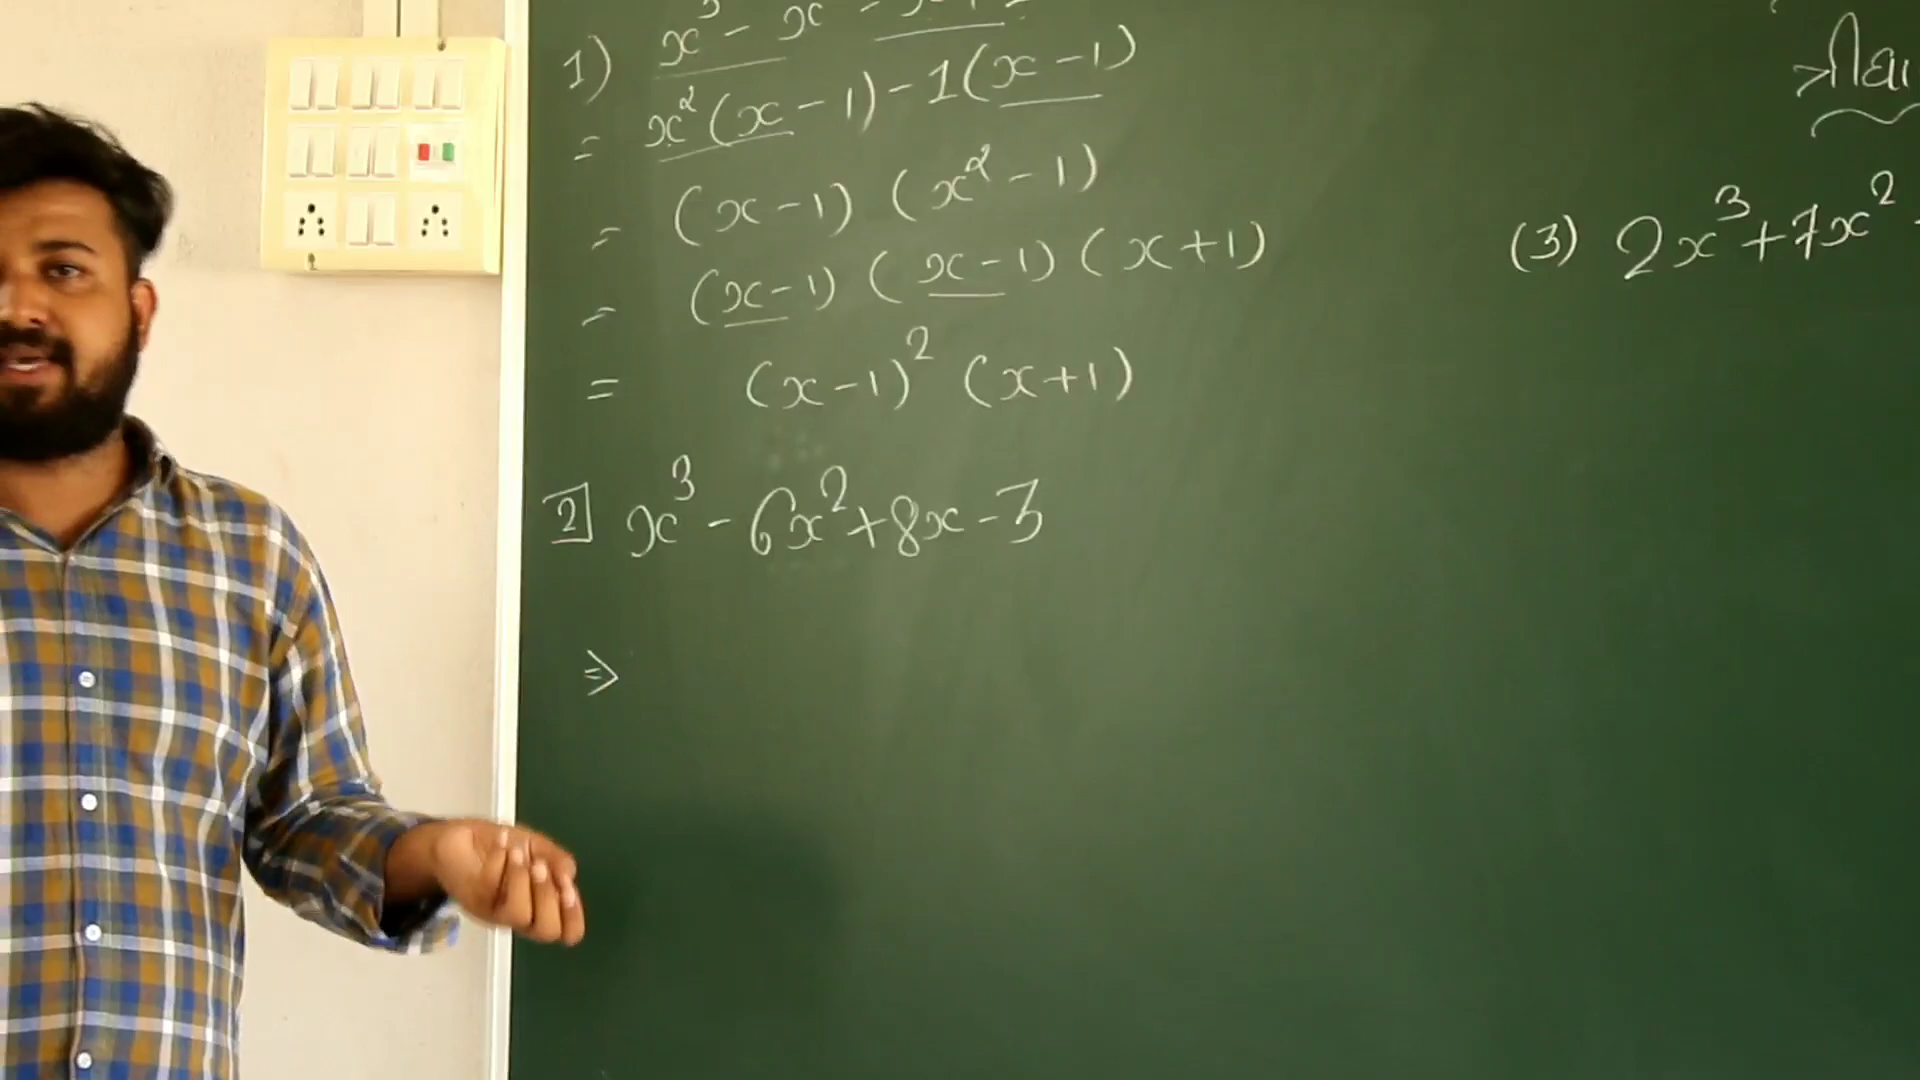 1) x³ - x
= x²(x-1)-1(x-1)
= (x-1) (x²-1)
= (x-1) (x-1) (x+1)
= (x-1)² (x+1)
2 x³ - 6x²+8x-3
⇒
(3) 2x³+7x²